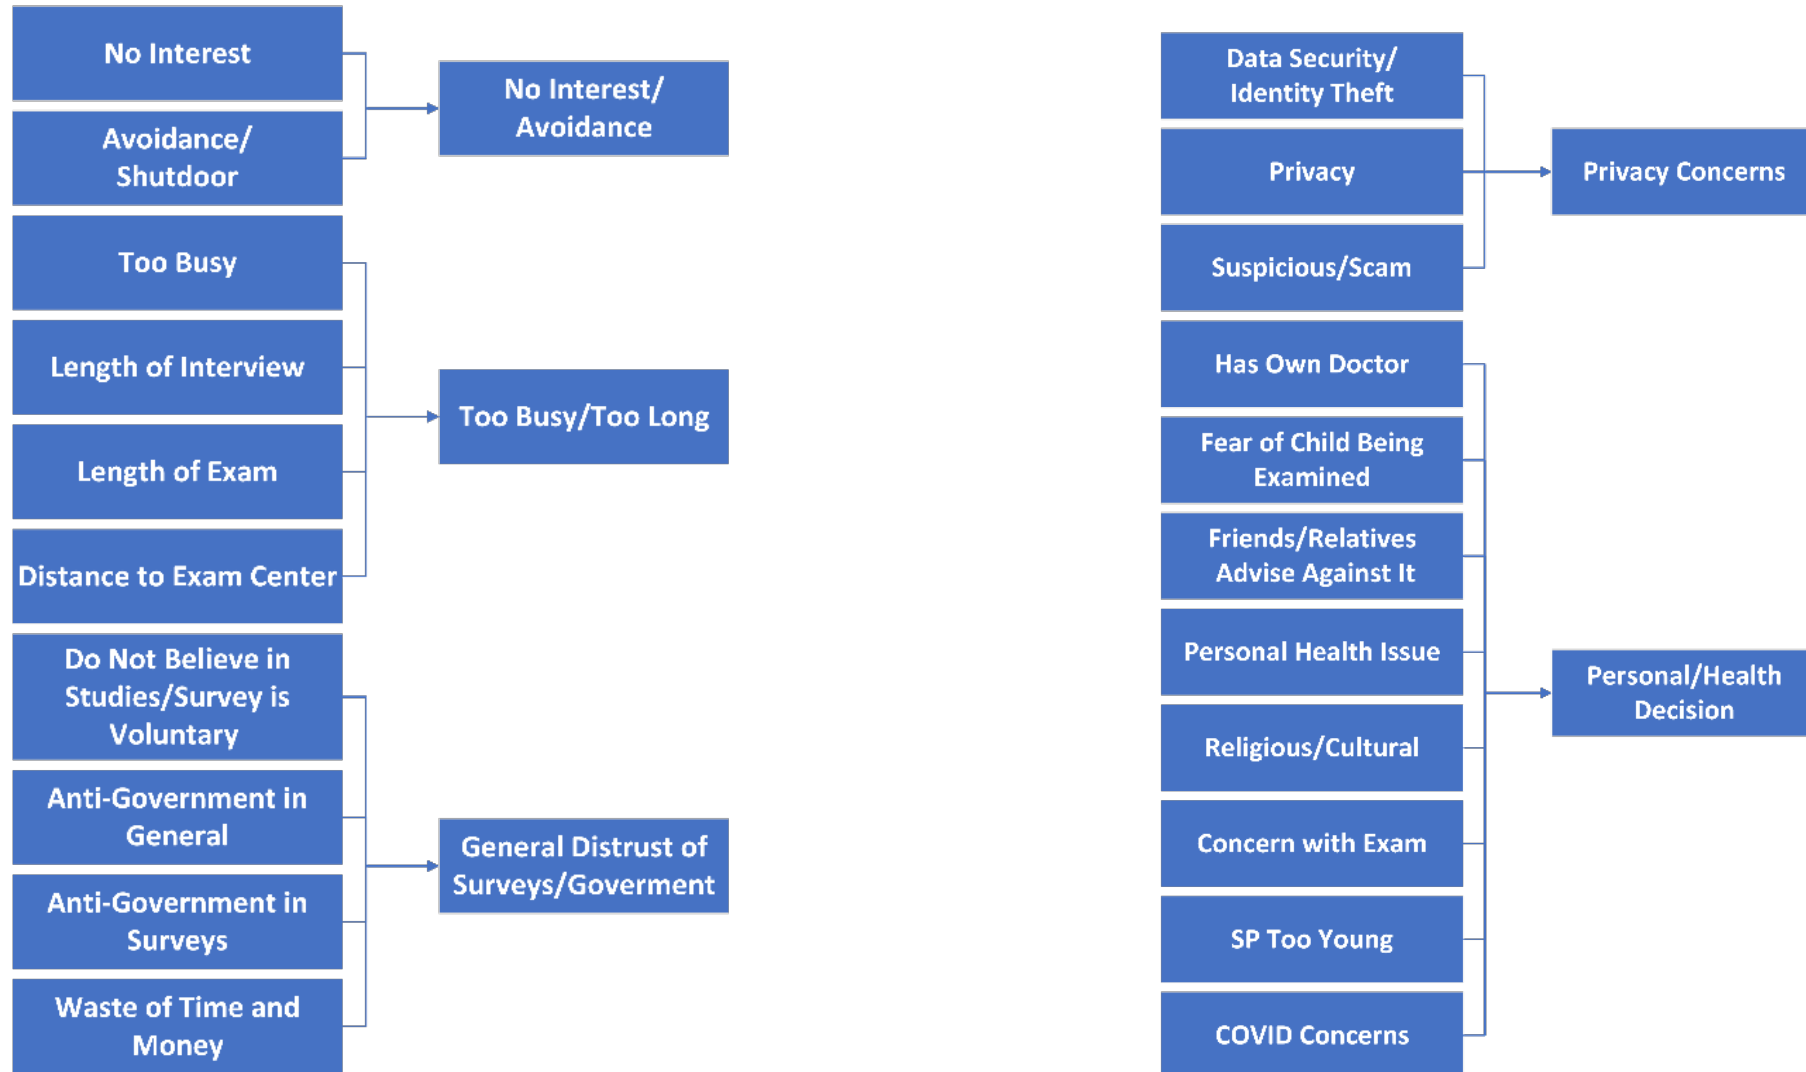 No Interest
Avoidance/
Shutdoor
No Interest/
Avoidance
Too Busy
Length of Interview
Length of Exam
Distance to Exam Center
Too Busy/Too Long
Do Not Believe in
Studies/Survey is
Voluntary
Anti-Government in
General
Anti-Government in
Surveys
Waste of Time and
Money
General Distrust of
Surveys/Goverment
Data Security/
Identity Theft
Privacy
Suspicious/Scam
Privacy Concerns
Has Own Doctor
Fear of Child Being
Examined
Friends/Relatives
Advise Against It
Personal Health Issue
Religious/Cultural
Concern with Exam
SP Too Young
COVID Concerns
Personal/Health
Decision